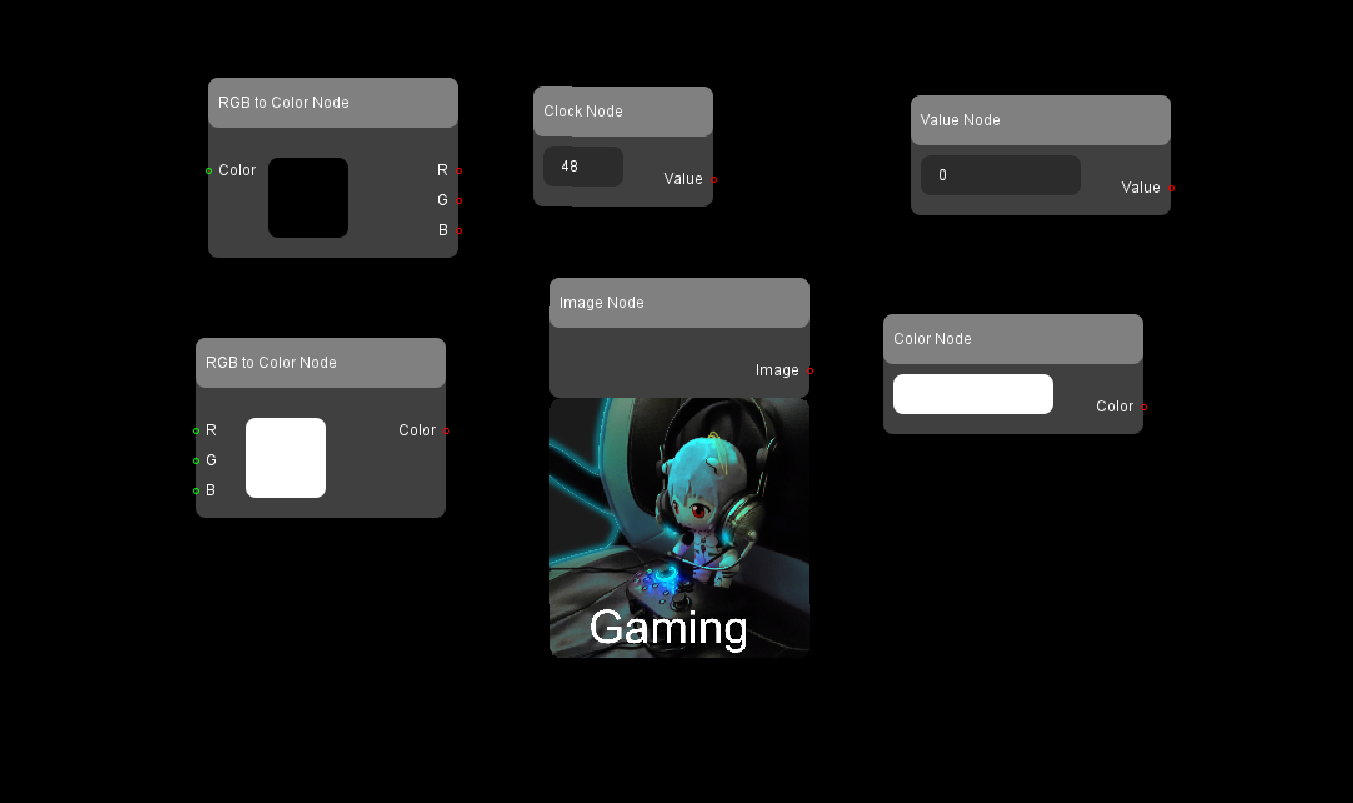 RGB to Color Node
Color
R
G
B
Clock Node
48
Value
Value Node
0
Value
RGB to Color Node
R
G
B
Color
Image Node
Image
Gaming
Color Node
Color